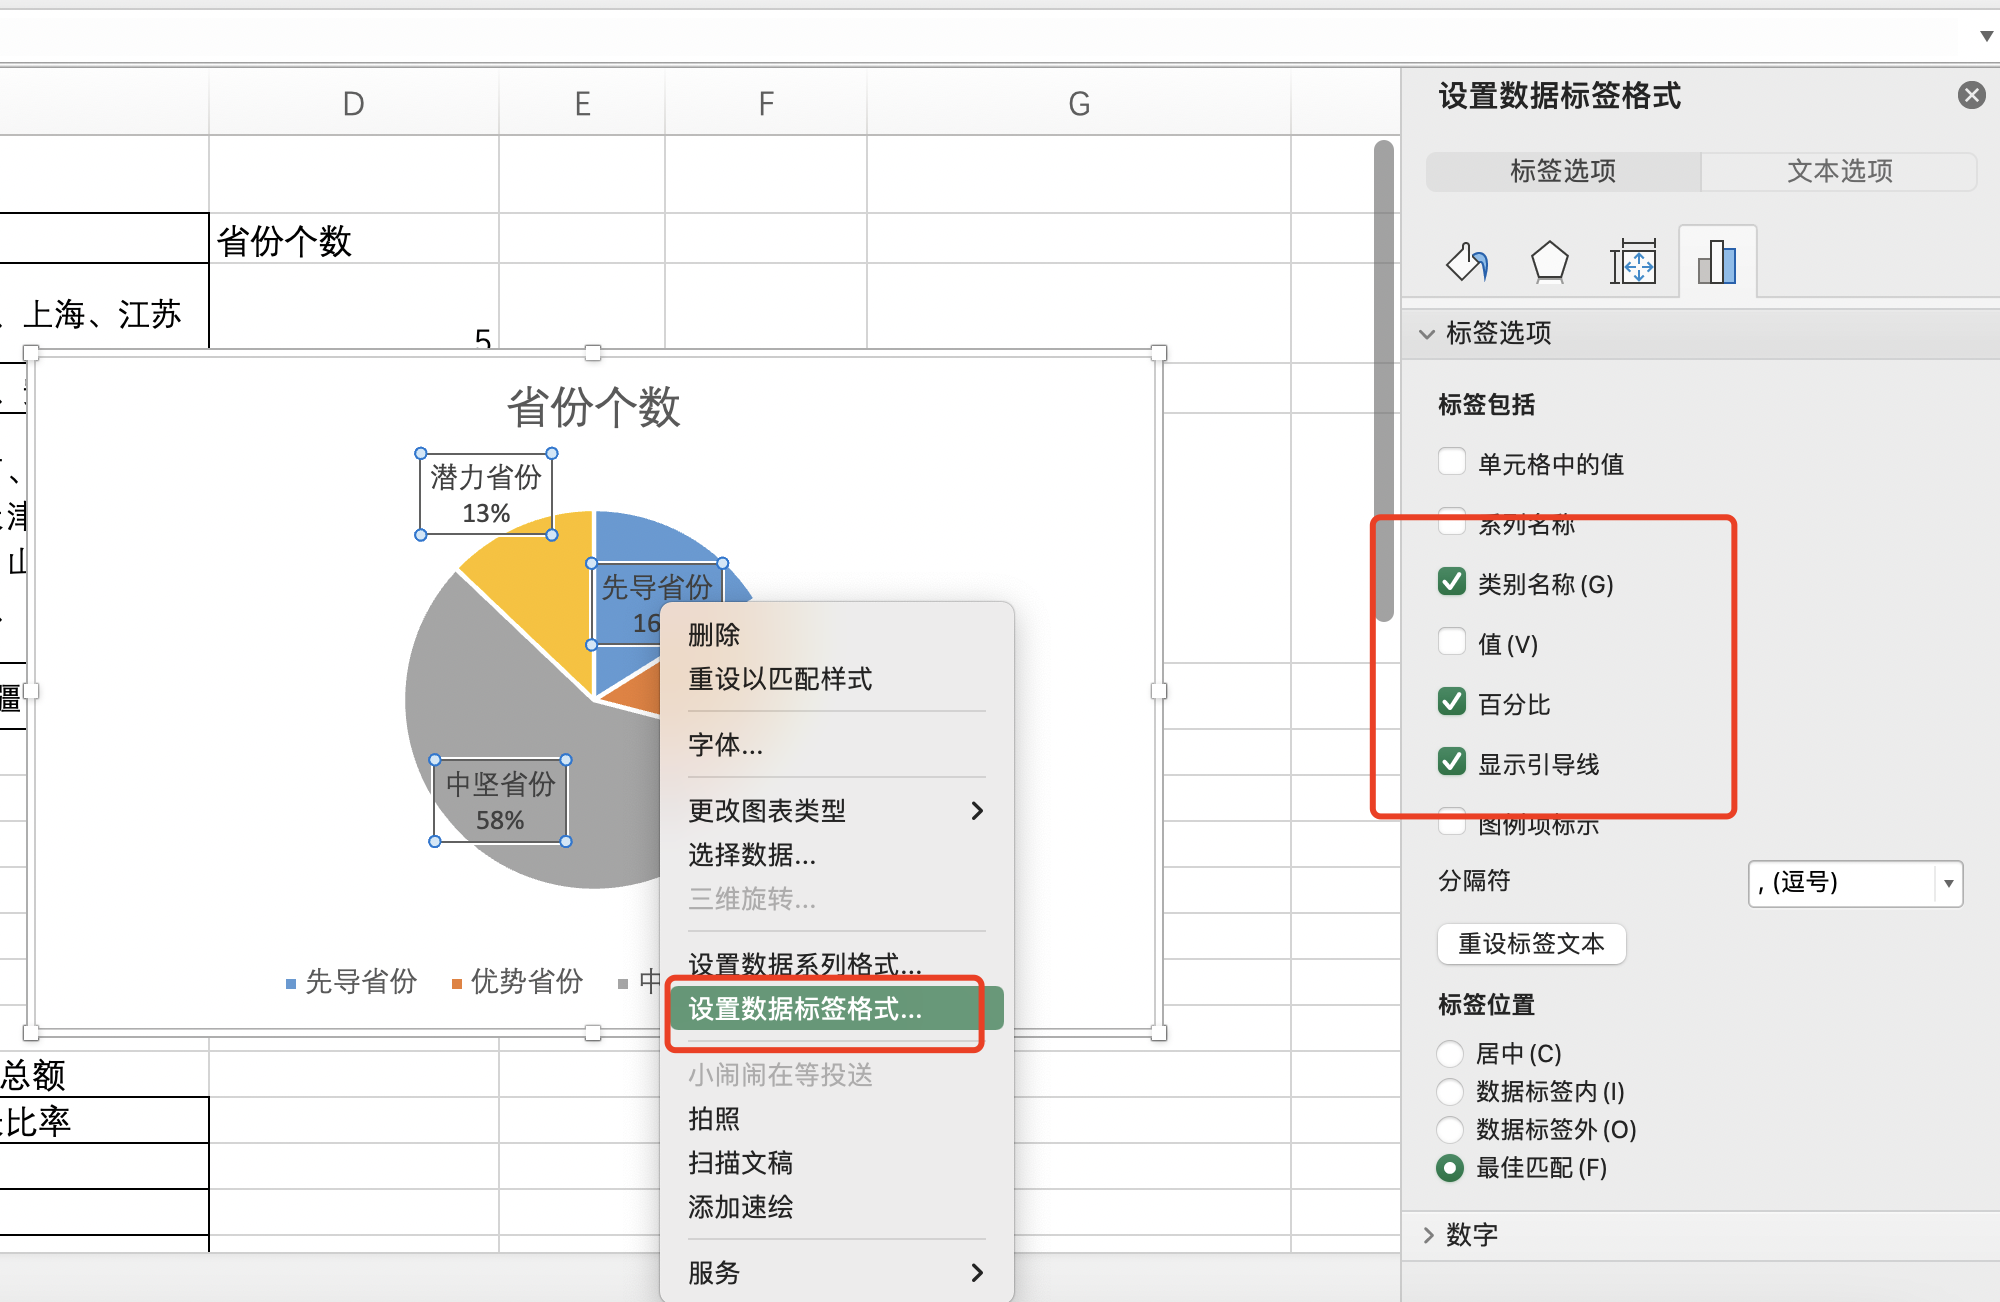 D
E
F
G
省份个数
、上海、江苏
5
省份个数
潜力省份
13%
先导省份
16
中坚省份
58%
先导省份
优势省份
中
疆
山
总额
比率
删除
重设以匹配样式
字体...
更改图表类型
选择数据...
三维旋转...
设置数据系列格式...
设置数据标签格式...
小闹闹在等投送
拍照
扫描文稿
添加速绘
服务
设置数据标签格式
标签选项
文本选项
标签选项
标签包括
单元格中的值
系列名称
类别名称(G)
值(V)
百分比
显示引导线
图例项标示
分隔符
, (逗号)
重设标签文本
标签位置
居中(C)
数据标签内(I)
数据标签外(O)
最佳匹配(F)
数字